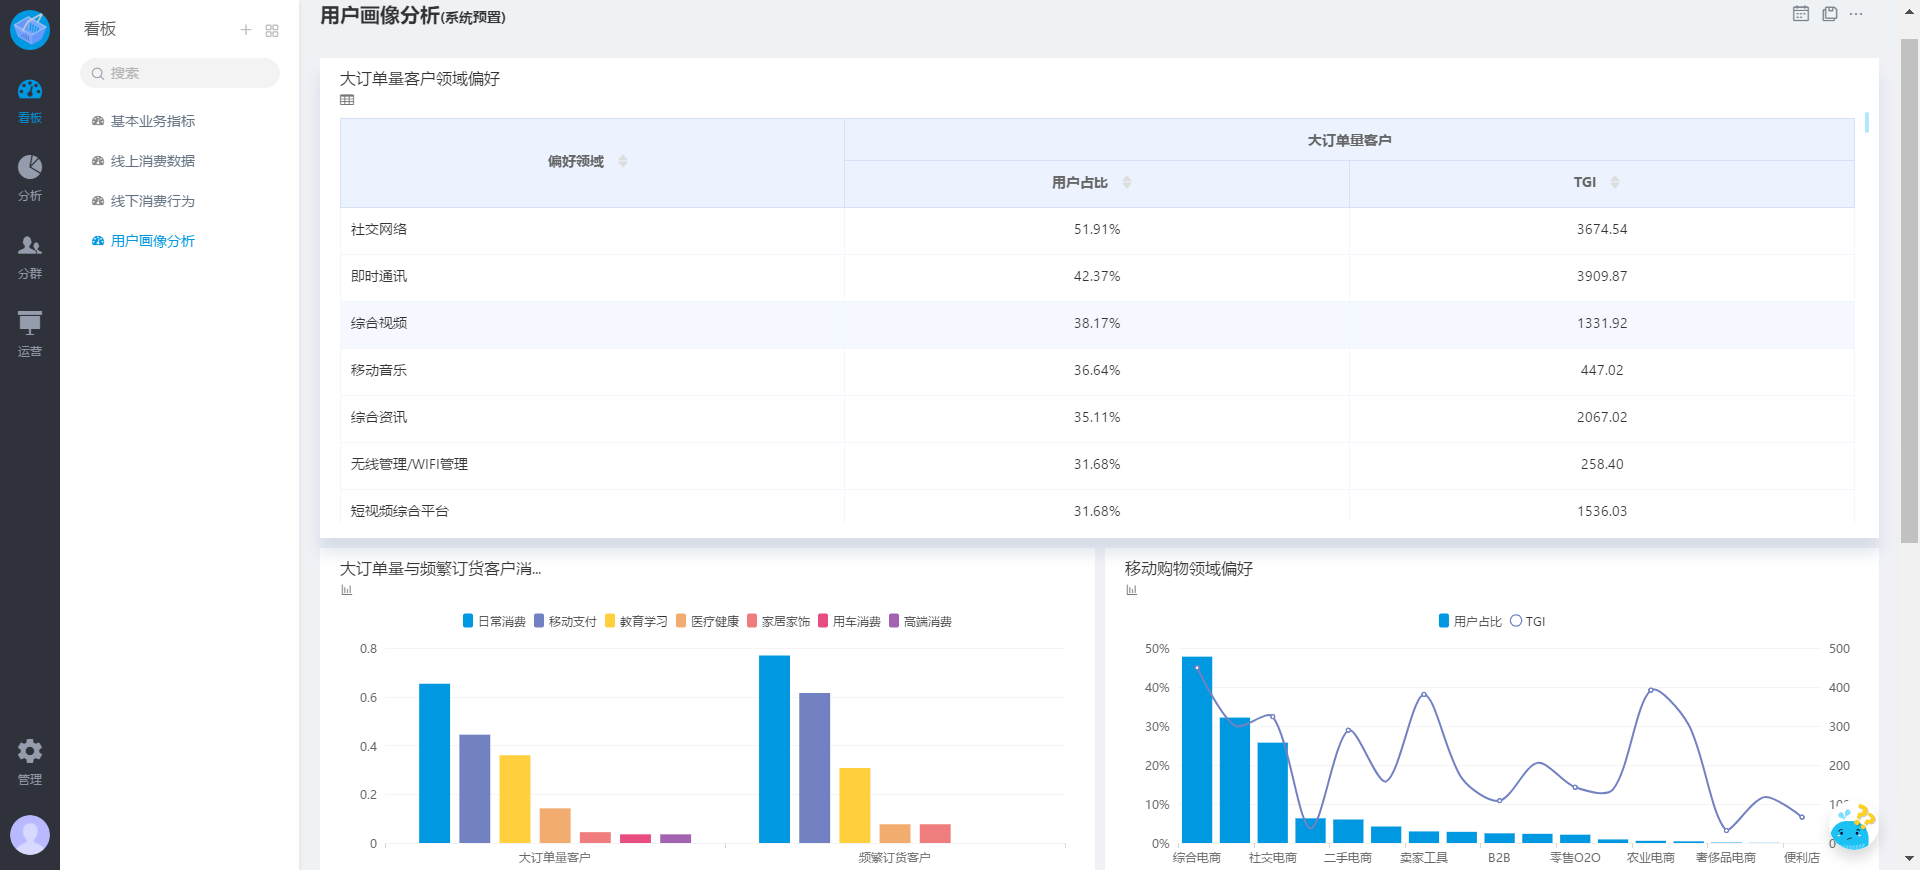 看板
分析
分群
运营
管理
看板
搜索
基本业务指标
线上消费数据
线下消费行为
用户画像分析
用户画像分析(系统预置)
大订单量客户领域偏好
偏好领域
大订单量客户
用户占比
TGI
社交网络 51.91% 3674.54
即时通讯 42.37% 3909.87
综合视频 38.17% 1331.92
移动音乐 36.64% 447.02
综合资讯 35.11% 2067.02
无线管理/WIFI管理 31.68% 258.40
短视频综合平台 31.68% 1536.03
大订单量与频繁订货客户消...
日常消费 移动支付 教育学习 医疗健康 家居家饰 用车消费 高端消费
0.8
0.6
0.4
0.2
0
大订单量客户 频繁订货客户
移动购物领域偏好
用户占比 TGI
50% 500
40% 400
30% 300
20% 200
10%
0% 0
综合电商 社交电商 二手电商 卖家工具 B2B 零售O2O 农业电商 奢侈品电商 便利店